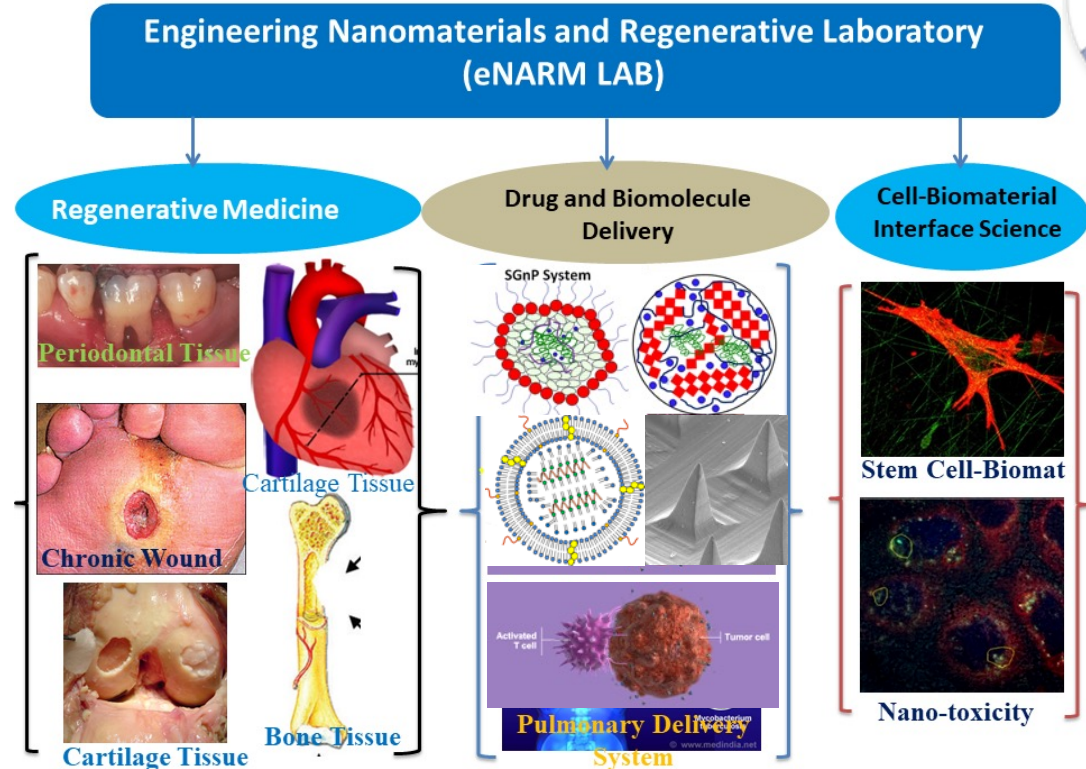 Engineering Nanomaterials and Regenerative Laboratory
(eNARM LAB)
Regenerative Medicine
Drug and Biomolecule
Delivery
Cell-Biomaterial
Interface Science
Periodontal Tissue
Cartilage Tissue
Chronic Wound
Cartilage Tissue
Bone Tissue
SGnP System
Activated
T cell
Tumor cell
Pulmonary Delivery
System
Mycobacterium
© www.medindia.net
Stem Cell-Biomat
Nano-toxicity